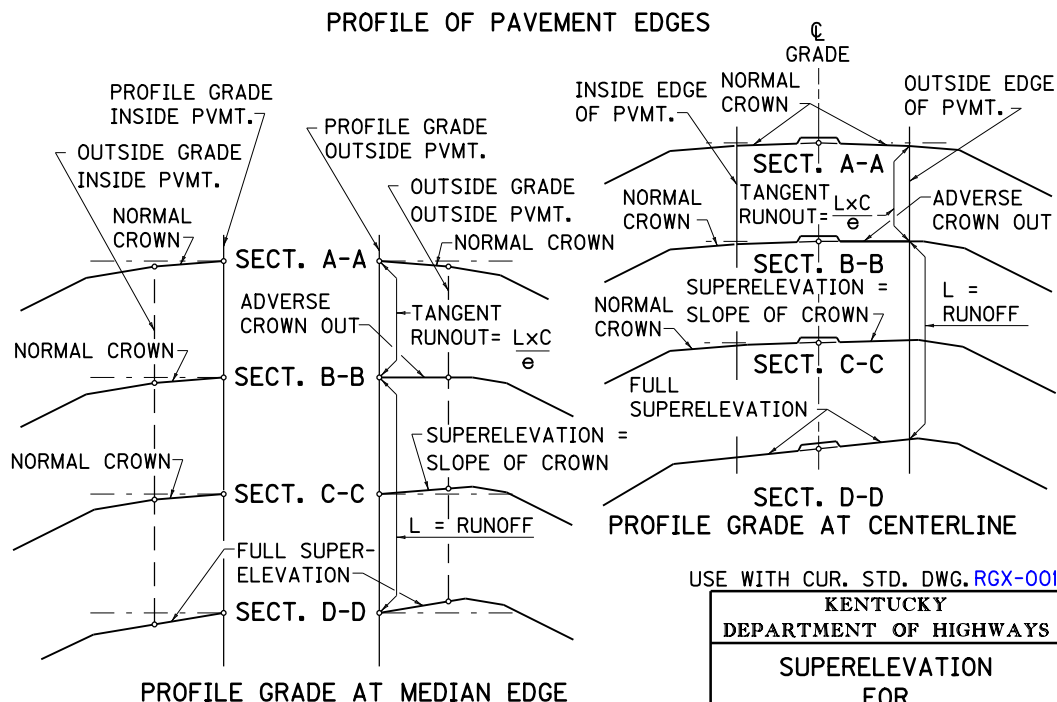 PROFILE OF PAVEMENT EDGES
PROFILE GRADE
INSIDE PVMT.
OUTSIDE GRADE
INSIDE PVMT.
NORMAL
CROWN
PROFILE GRADE
OUTSIDE PVMT.
OUTSIDE GRADE
OUTSIDE PVMT.
NORMAL CROWN
SECT. A-A
ADVERSE
CROWN OUT
TANGENT
RUNOUT= LxC
e
NORMAL CROWN
SECT. B-B
SUPERELEVATION =
SLOPE OF CROWN
NORMAL CROWN
SECT. C-C
L = RUNOFF
FULL SUPER-
ELEVATION
SECT. D-D
PROFILE GRADE AT MEDIAN EDGE
℄
GRADE
INSIDE EDGE
OF PVMT.
NORMAL
CROWN
OUTSIDE EDGE
OF PVMT.
SECT. A-A
NORMAL
CROWN
TANGENT
RUNOUT= LxC
e
ADVERSE
CROWN OUT
SECT. B-B
SUPERELEVATION =
SLOPE OF CROWN
L =
RUNOFF
NORMAL
CROWN
SECT. C-C
FULL
SUPERELEVATION
SECT. D-D
PROFILE GRADE AT CENTERLINE
USE WITH CUR. STD. DWG. RGX-001
KENTUCKY
DEPARTMENT OF HIGHWAYS
SUPERELEVATION
FOR